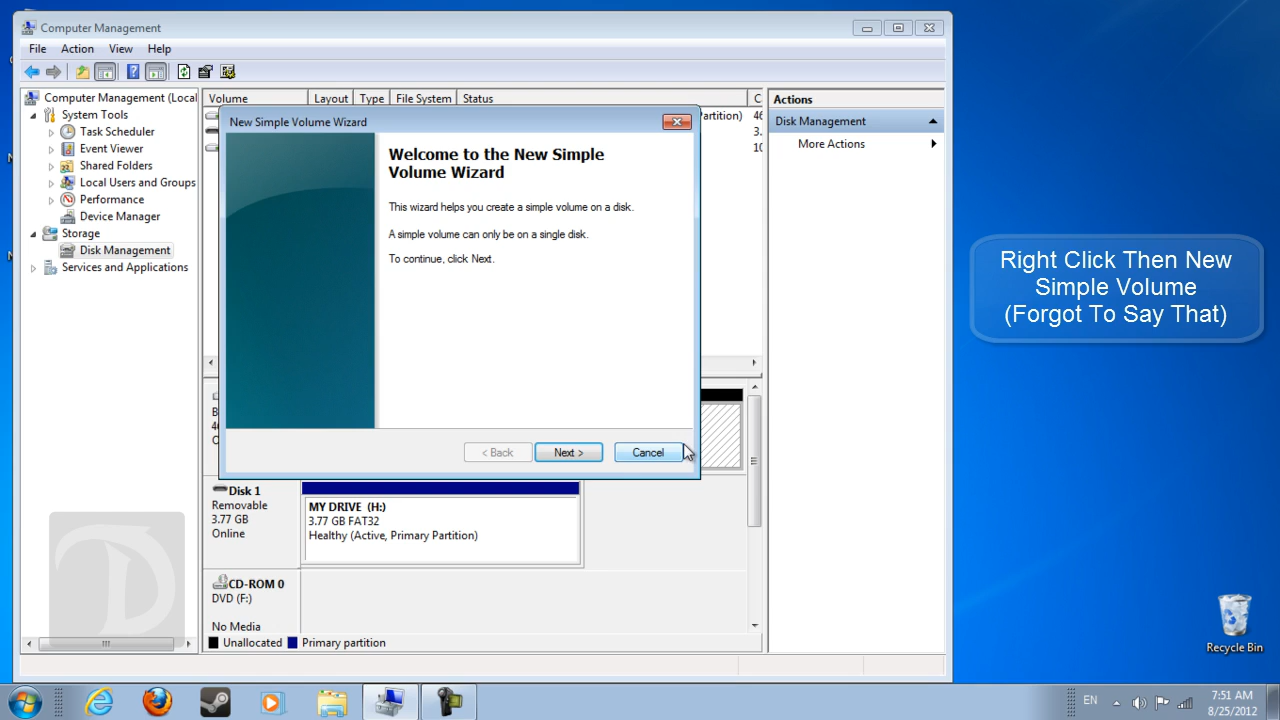 Computer Management
File Action View Help
Computer Management (Local
System Tools
Task Scheduler
Event Viewer
Shared Folders
Local Users and Groups
Performance
Device Manager
Storage
Disk Management
Services and Applications
Volume Layout Type File System Status C
artition) 46
3.
10
New Simple Volume Wizard
Welcome to the New Simple
Volume Wizard
This wizard helps you create a simple volume on a disk.
A simple volume can only be on a single disk.
To continue, click Next.
< Back Next > Cancel
Actions
Disk Management
More Actions
Right Click Then New
Simple Volume
(Forgot To Say That)
B
46
O
Disk 1
Removable
3.77 GB
Online
MY DRIVE (H:)
3.77 GB FAT32
Healthy (Active, Primary Partition)
CD-ROM 0
DVD (F:)
No Media
Unallocated Primary partition
Recycle Bin
EN
7:51 AM
8/25/2012